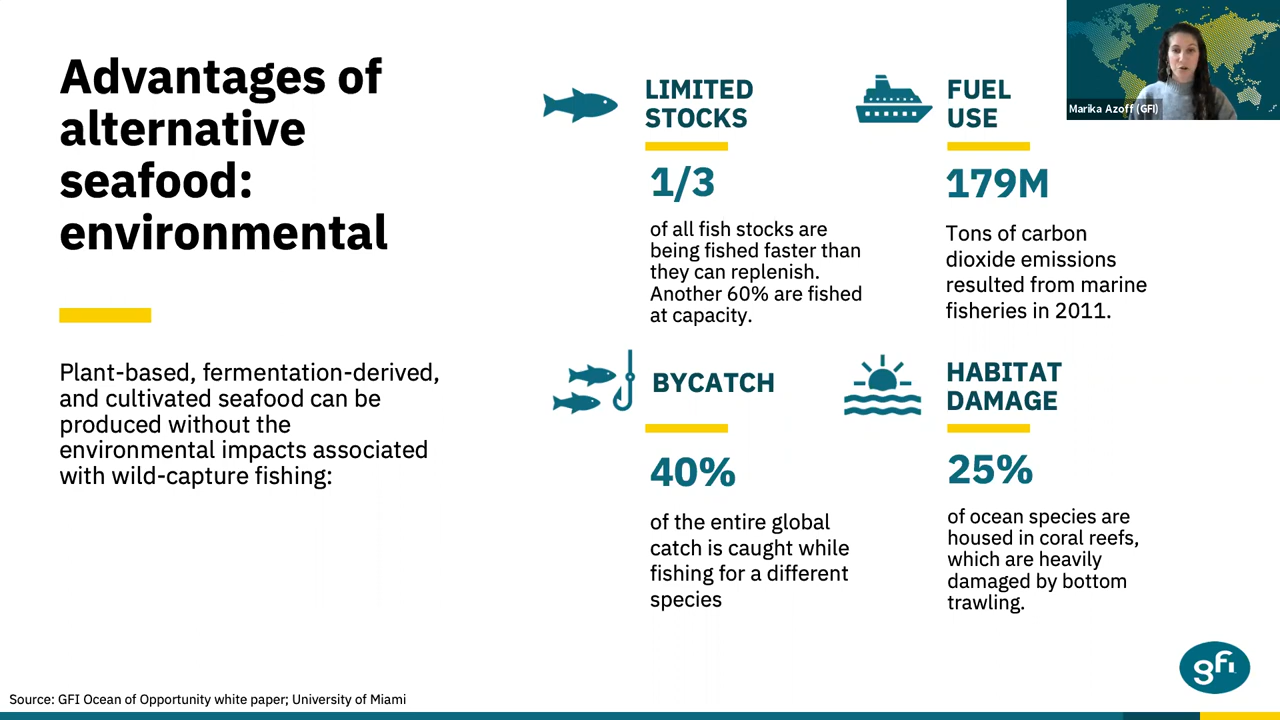 Advantages of
alternative
seafood:
environmental
Plant-based, fermentation-derived,
and cultivated seafood can be
produced without the
environmental impacts associated
with wild-capture fishing:
LIMITED
STOCKS
1/3
of all fish stocks are
being fished faster than
they can replenish.
Another 60% are fished
at capacity.
FUEL
USE
179M
Tons of carbon
dioxide emissions
resulted from marine
fisheries in 2011.
BYCATCH
40%
of the entire global
catch is caught while
fishing for a different
species
HABITAT
DAMAGE
25%
of ocean species are
housed in coral reefs,
which are heavily
damaged by bottom
trawling.
Marika Azoff (GFI)
gfi
Source: GFI Ocean of Opportunity white paper; University of Miami